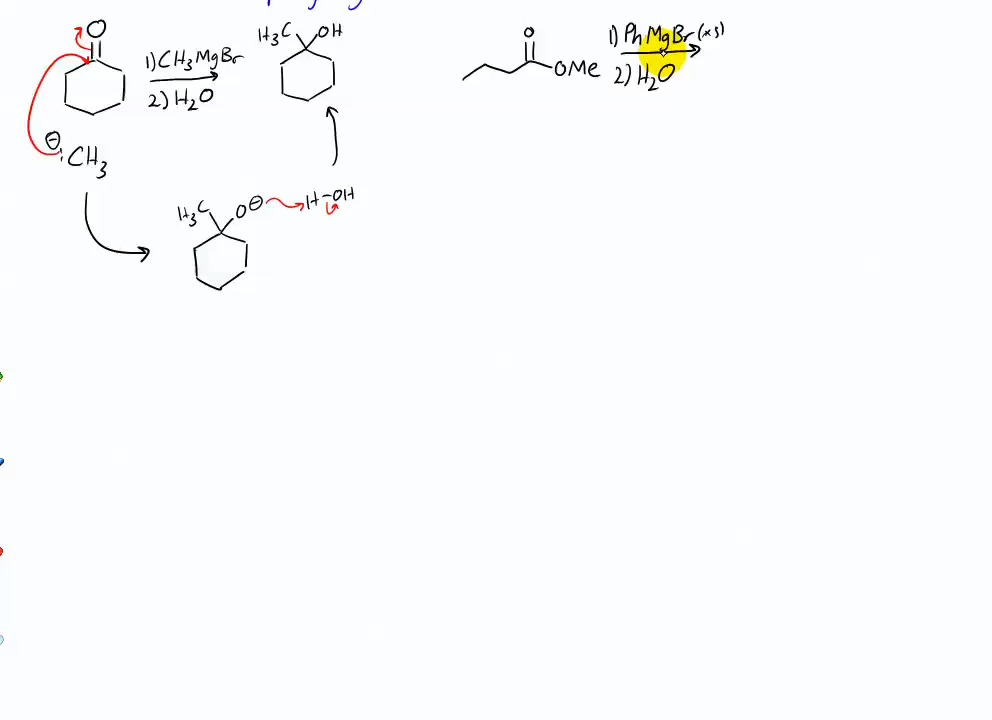 O
1) CH3MgBr
2) H2O
H3C OH
⊖:CH3
H3C O⊖ H-OH
O
OMe
1) PhMgBr (xs)
2) H2O